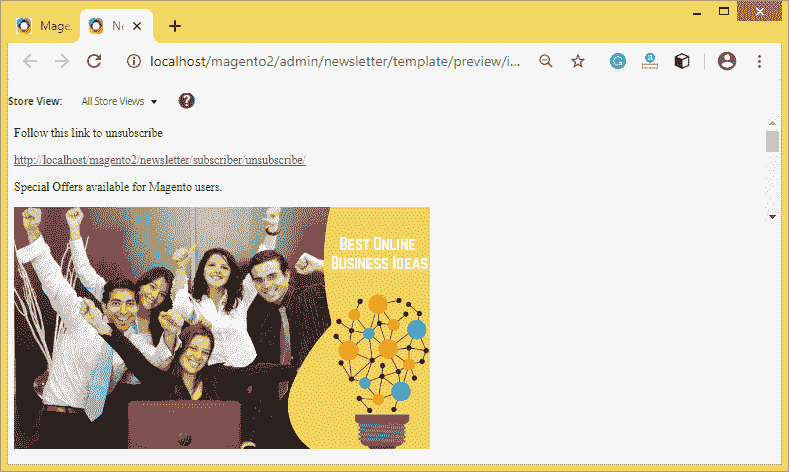 Mage
Ne
localhost/magento2/admin/newsletter/template/preview/i...
Store View: All Store Views ?
Follow this link to unsubscribe
http://localhost/magento2/newsletter/subscriber/unsubscribe/
Special Offers available for Magento users.
Best Online
Business Ideas